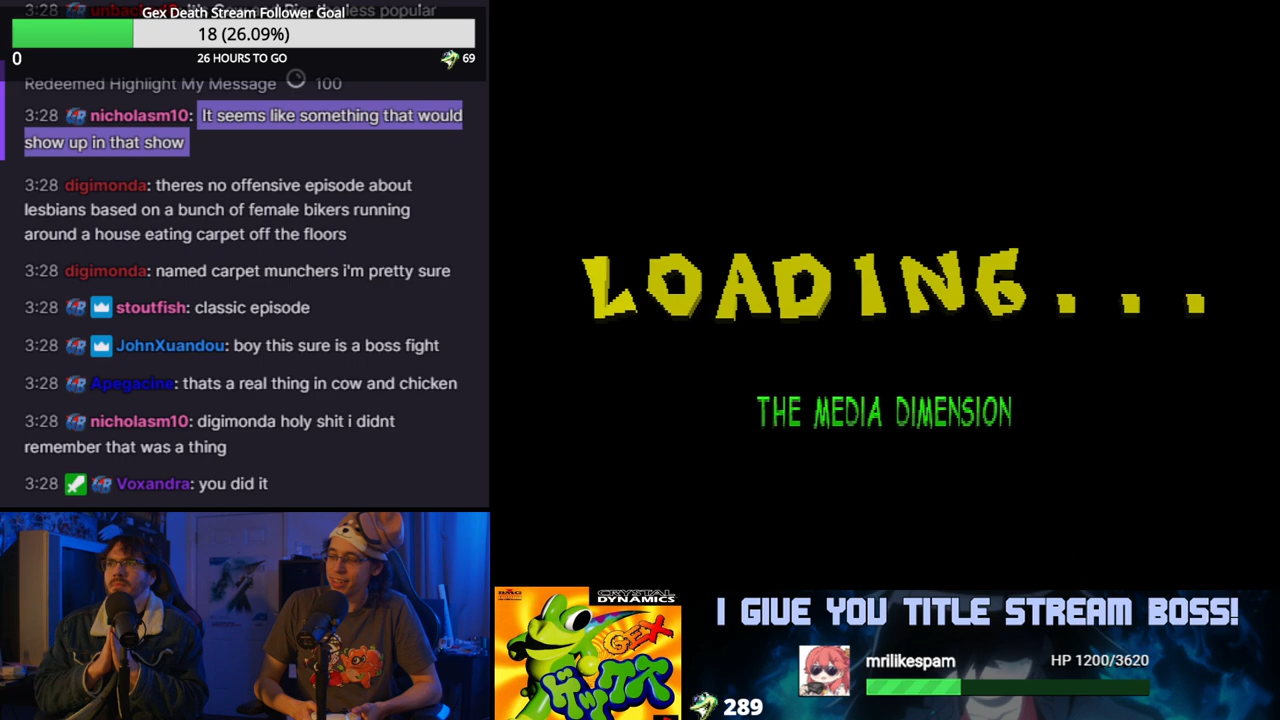 Gex Death Stream Follower Goal
18 (26.09%)
0
26 HOURS TO GO
69
Redeemed Highlight My Message 100
3:28 nicholasm10: It seems like something that would
show up in that show
3:28 digimonda: theres no offensive episode about
lesbians based on a bunch of female bikers running
around a house eating carpet off the floors
3:28 digimonda: named carpet munchers i'm pretty sure
3:28 stoutfish: classic episode
3:28 JohnXuandou: boy this sure is a boss fight
3:28 Apegacine: thats a real thing in cow and chicken
3:28 nicholasm10: digimonda holy shit i didnt
remember that was a thing
3:28 Voxandra: you did it
LOADING...
THE MEDIA DIMENSION
BMG
CRYSTAL
DYNAMICS
GEX
ゲックス
I GIVE YOU TITLE STREAM BOSS!
mrilikespam
HP 1200/3620
289